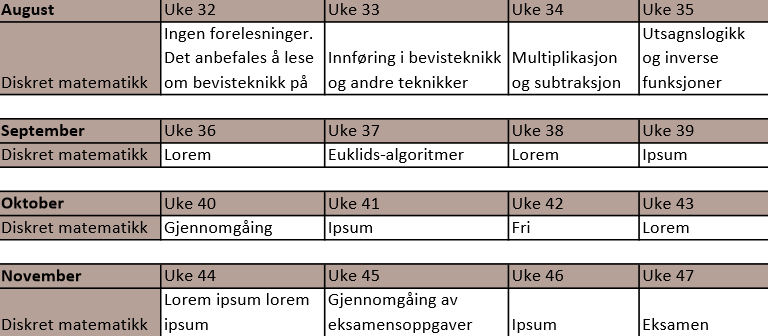 August Uke 32 Uke 33 Uke 34 Uke 35
Ingen forelesninger. Utsagnslogikk
Det anbefales å lese Innføring i bevisteknikk Multiplikasjon og inverse
Diskret matematikk om bevisteknikk på og andre teknikker og subtraksjon funksjoner
September Uke 36 Uke 37 Uke 38 Uke 39
Diskret matematikk Lorem Euklids-algoritmer Lorem Ipsum
Oktober Uke 40 Uke 41 Uke 42 Uke 43
Diskret matematikk Gjennomgåing Ipsum Fri Lorem
November Uke 44 Uke 45 Uke 46 Uke 47
Lorem ipsum lorem Gjennomgåing av
Diskret matematikk ipsum eksamensoppgaver Ipsum Eksamen